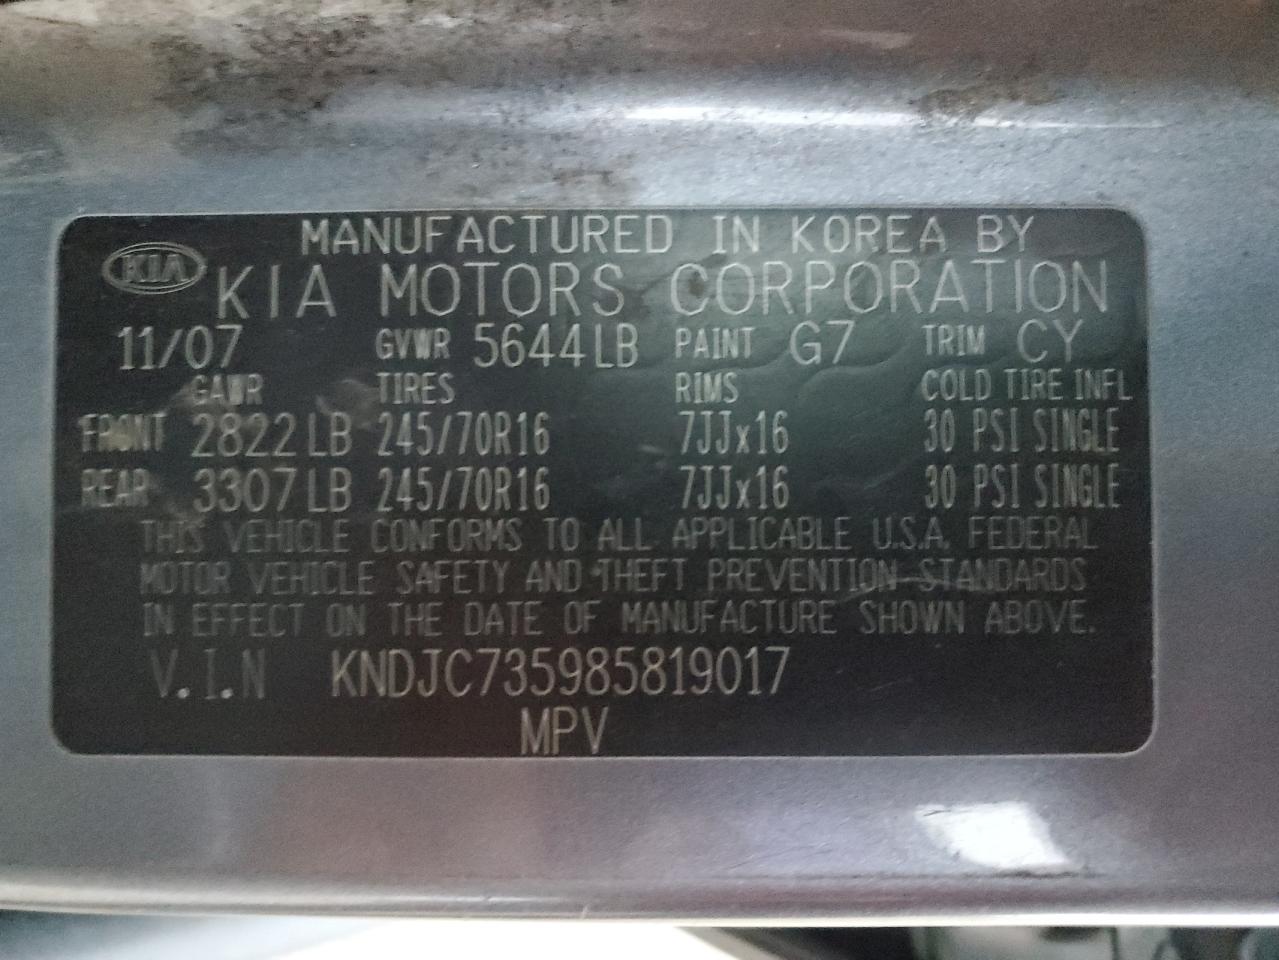 MANUFACTURED IN KOREA BY
KIA KIA MOTORS CORPORATION
11/07 GVWR 5644LB PAINT G7 TRIM CY
GAWR TIRES RIMS COLD TIRE INFL
FRONT 2822LB 245/70R16 7JJx16 30 PSI SINGLE
REAR 3307LB 245/70R16 7JJx16 30 PSI SINGLE
THIS VEHICLE CONFORMS TO ALL APPLICABLE U.S.A. FEDERAL
MOTOR VEHICLE SAFETY AND THEFT PREVENTION STANDARDS
IN EFFECT ON THE DATE OF MANUFACTURE SHOWN ABOVE.
V.I.N KNDJC735985819017
MPV